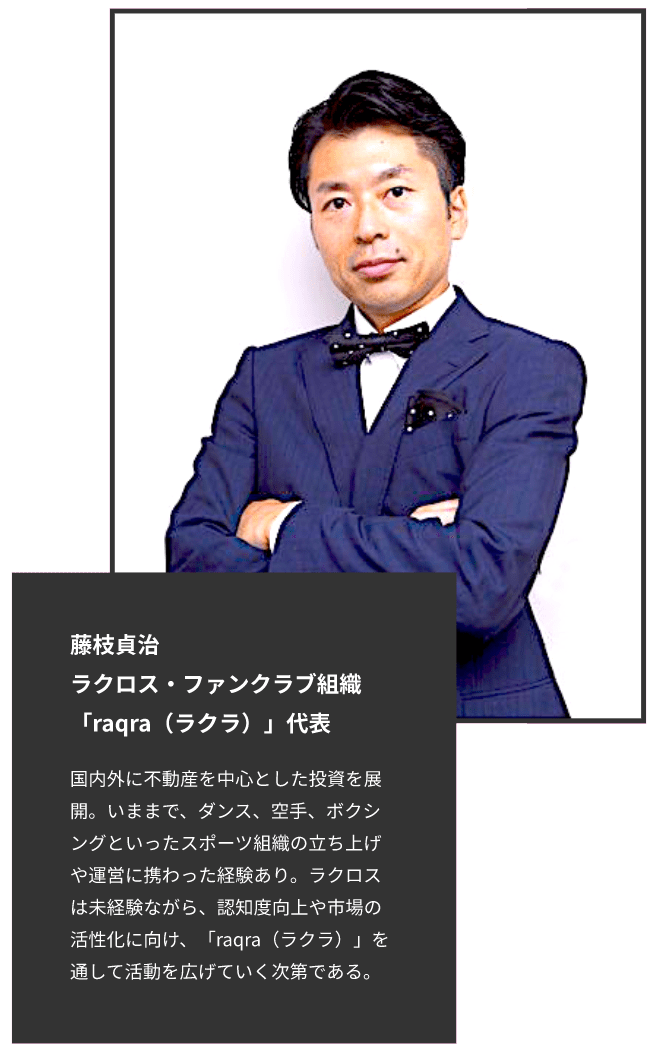 藤枝貞治
ラクロス・ファンクラブ組織
「raqra（ラクラ）」代表
国内外に不動産を中心とした投資を展
開。いままで、ダンス、空手、ボクシ
ングといったスポーツ組織の立ち上げ
や運営に携わった経験あり。ラクロス
は未経験ながら、認知度向上や市場の
活性化に向け、「raqra（ラクラ）」を
通して活動を広げていく次第である。